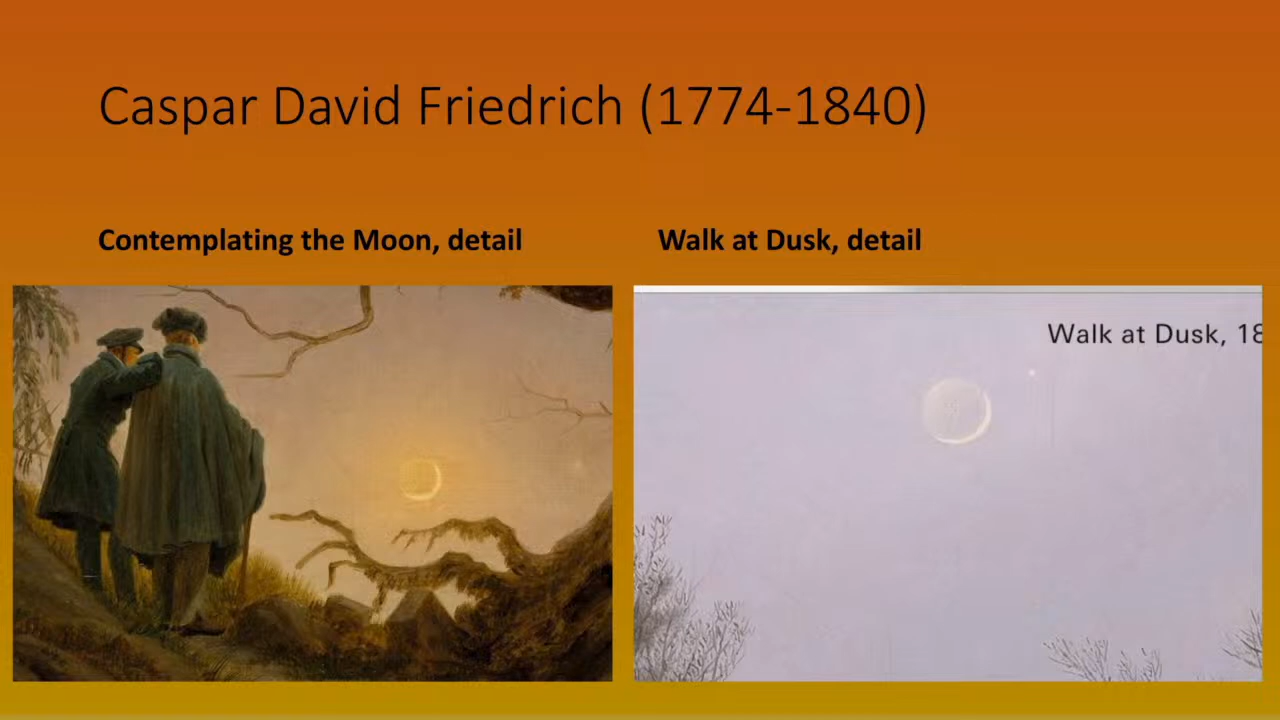 Caspar David Friedrich (1774-1840)
Contemplating the Moon, detail
Walk at Dusk, detail
Walk at Dusk, 18